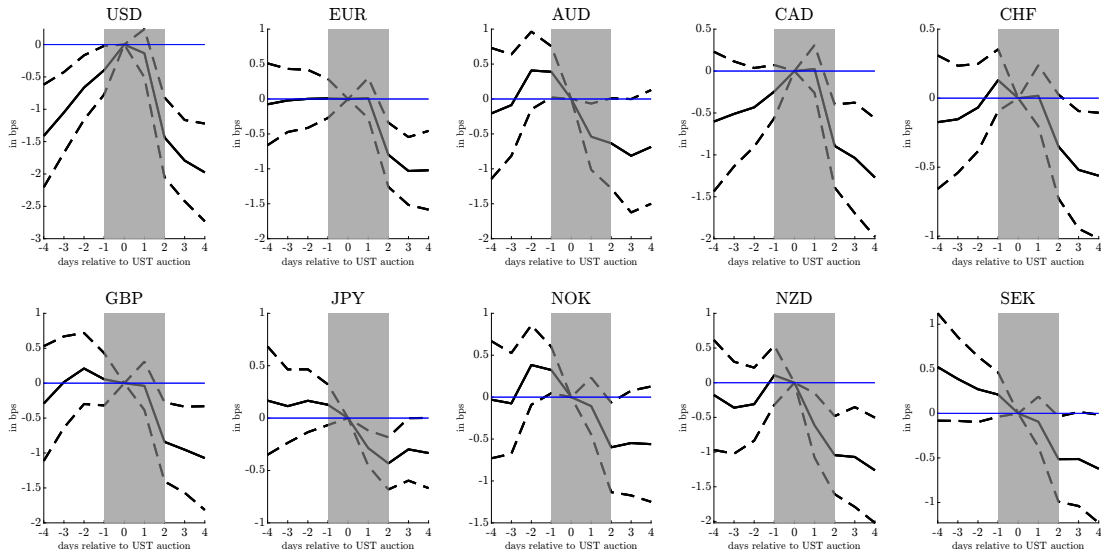 USD EUR AUD CAD CHF
0 -0.5 -1 -1.5 -2 -2.5 -3
1 0.5 0 -0.5 -1 -1.5 -2
1 0.5 0 -0.5 -1 -1.5 -2
0.5 0 -0.5 -1 -1.5 -2
0.5 0 -0.5 -1
in bps in bps in bps in bps in bps
-4 -3 -2 -1 0 1 2 3 4 -4 -3 -2 -1 0 1 2 3 4 -4 -3 -2 -1 0 1 2 3 4 -4 -3 -2 -1 0 1 2 3 4 -4 -3 -2 -1 0 1 2 3 4
days relative to UST auction days relative to UST auction days relative to UST auction days relative to UST auction days relative to UST auction
GBP JPY NOK NZD SEK
1 0.5 0 -0.5 -1 -1.5 -2
1 0.5 0 -0.5 -1
1 0.5 0 -0.5 -1 -1.5
1 0.5 0 -0.5 -1 -1.5 -2
1 0.5 0 -0.5 -1
in bps in bps in bps in bps in bps
-4 -3 -2 -1 0 1 2 3 4 -4 -3 -2 -1 0 1 2 3 4 -4 -3 -2 -1 0 1 2 3 4 -4 -3 -2 -1 0 1 2 3 4 -4 -3 -2 -1 0 1 2 3 4
days relative to UST auction days relative to UST auction days relative to UST auction days relative to UST auction days relative to UST auction